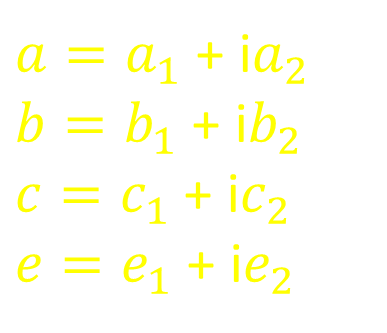 a = a₁ + ia₂
b = b₁ + ib₂
c = c₁ + ic₂
e = e₁ + ie₂